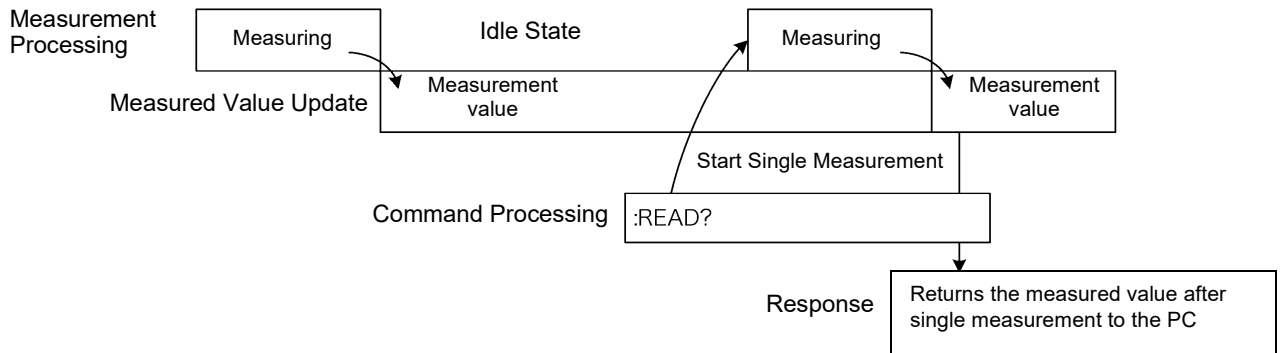 Measurement
Processing
Measuring
Idle State
Measuring
Measured Value Update
Measurement
value
Measurement
value
Start Single Measurement
Command Processing
:READ?
Response
Returns the measured value after
single measurement to the PC